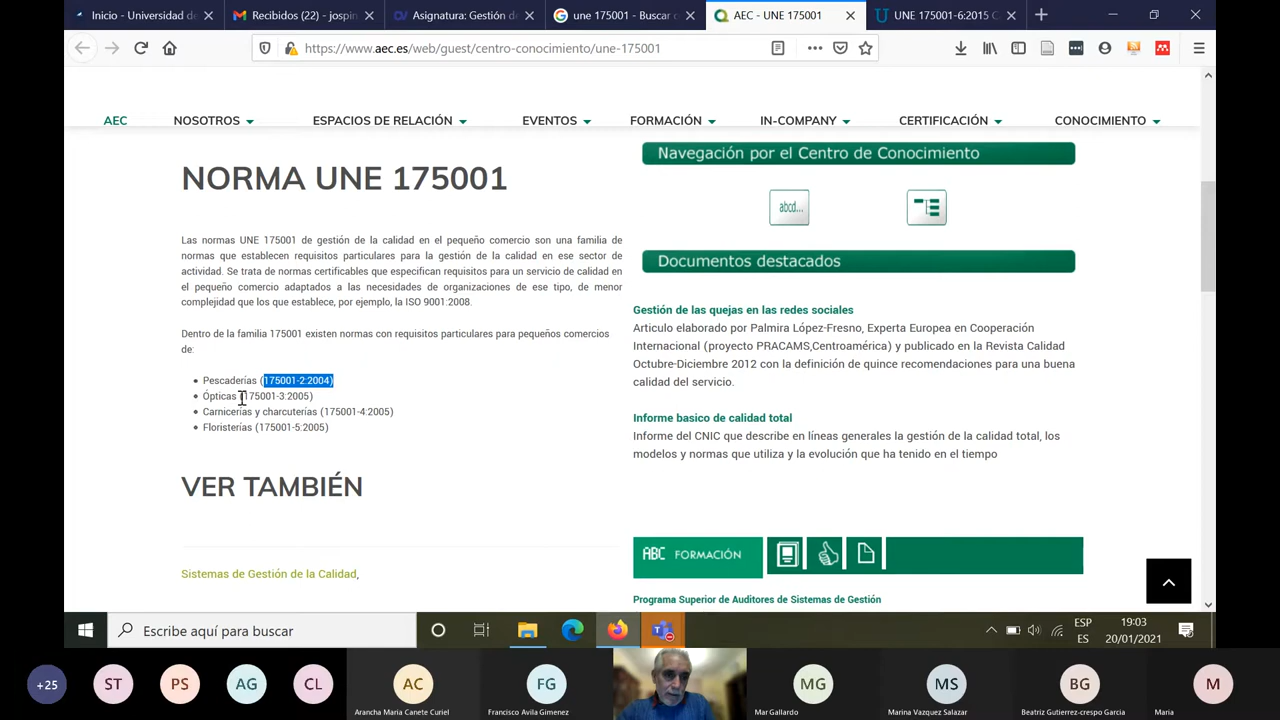 Inicio - Universidad d
Recibidos (22) - jospin
Asignatura: Gestión de
une 175001 - Buscar c
AEC - UNE 175001
UNE 175001-6:2015 C
https://www.aec.es/web/guest/centro-conocimiento/une-175001
AEC
NOSOTROS
ESPACIOS DE RELACIÓN
EVENTOS
FORMACIÓN
IN-COMPANY
CERTIFICACIÓN
CONOCIMIENTO
NORMA UNE 175001
Las normas UNE 175001 de gestión de la calidad en el pequeño comercio son una familia de
normas que establecen requisitos particulares para la gestión de la calidad en ese sector de
actividad. Se trata de normas certificables que especifican requisitos para un servicio de calidad en
el pequeño comercio adaptados a las necesidades de organizaciones de ese tipo, de menor
complejidad que los que establece, por ejemplo, la ISO 9001:2008.
Dentro de la familia 175001 existen normas con requisitos particulares para pequeños comercios
de:
Pescaderías (175001-2:2004)
Ópticas (175001-3:2005)
Carnicerías y charcuterías (175001-4:2005)
Floristerías (175001-5:2005)
VER TAMBIÉN
Sistemas de Gestión de la Calidad,
Navegación por el Centro de Conocimiento
abcd...
Documentos destacados
Gestión de las quejas en las redes sociales
Articulo elaborado por Palmira López-Fresno, Experta Europea en Cooperación
Internacional (proyecto PRACAMS,Centroamérica) y publicado en la Revista Calidad
Octubre-Diciembre 2012 con la definición de quince recomendaciones para una buena
calidad del servicio.
Informe basico de calidad total
Informe del CNIC que describe en líneas generales la gestión de la calidad total, los
modelos y normas que utiliza y la evolución que ha tenido en el tiempo
ABC FORMACIÓN
Programa Superior de Auditores de Sistemas de Gestión
Escribe aquí para buscar
ESP
ES
19:03
20/01/2021
+25
ST
PS
AG
CL
AC
Arancha Maria Canete Curiel
FG
Francisco Avila Gimenez
MG
Mar Gallardo
MS
Marina Vazquez Salazar
BG
Beatriz Gutierrez-crespo Garcia
M
Maria